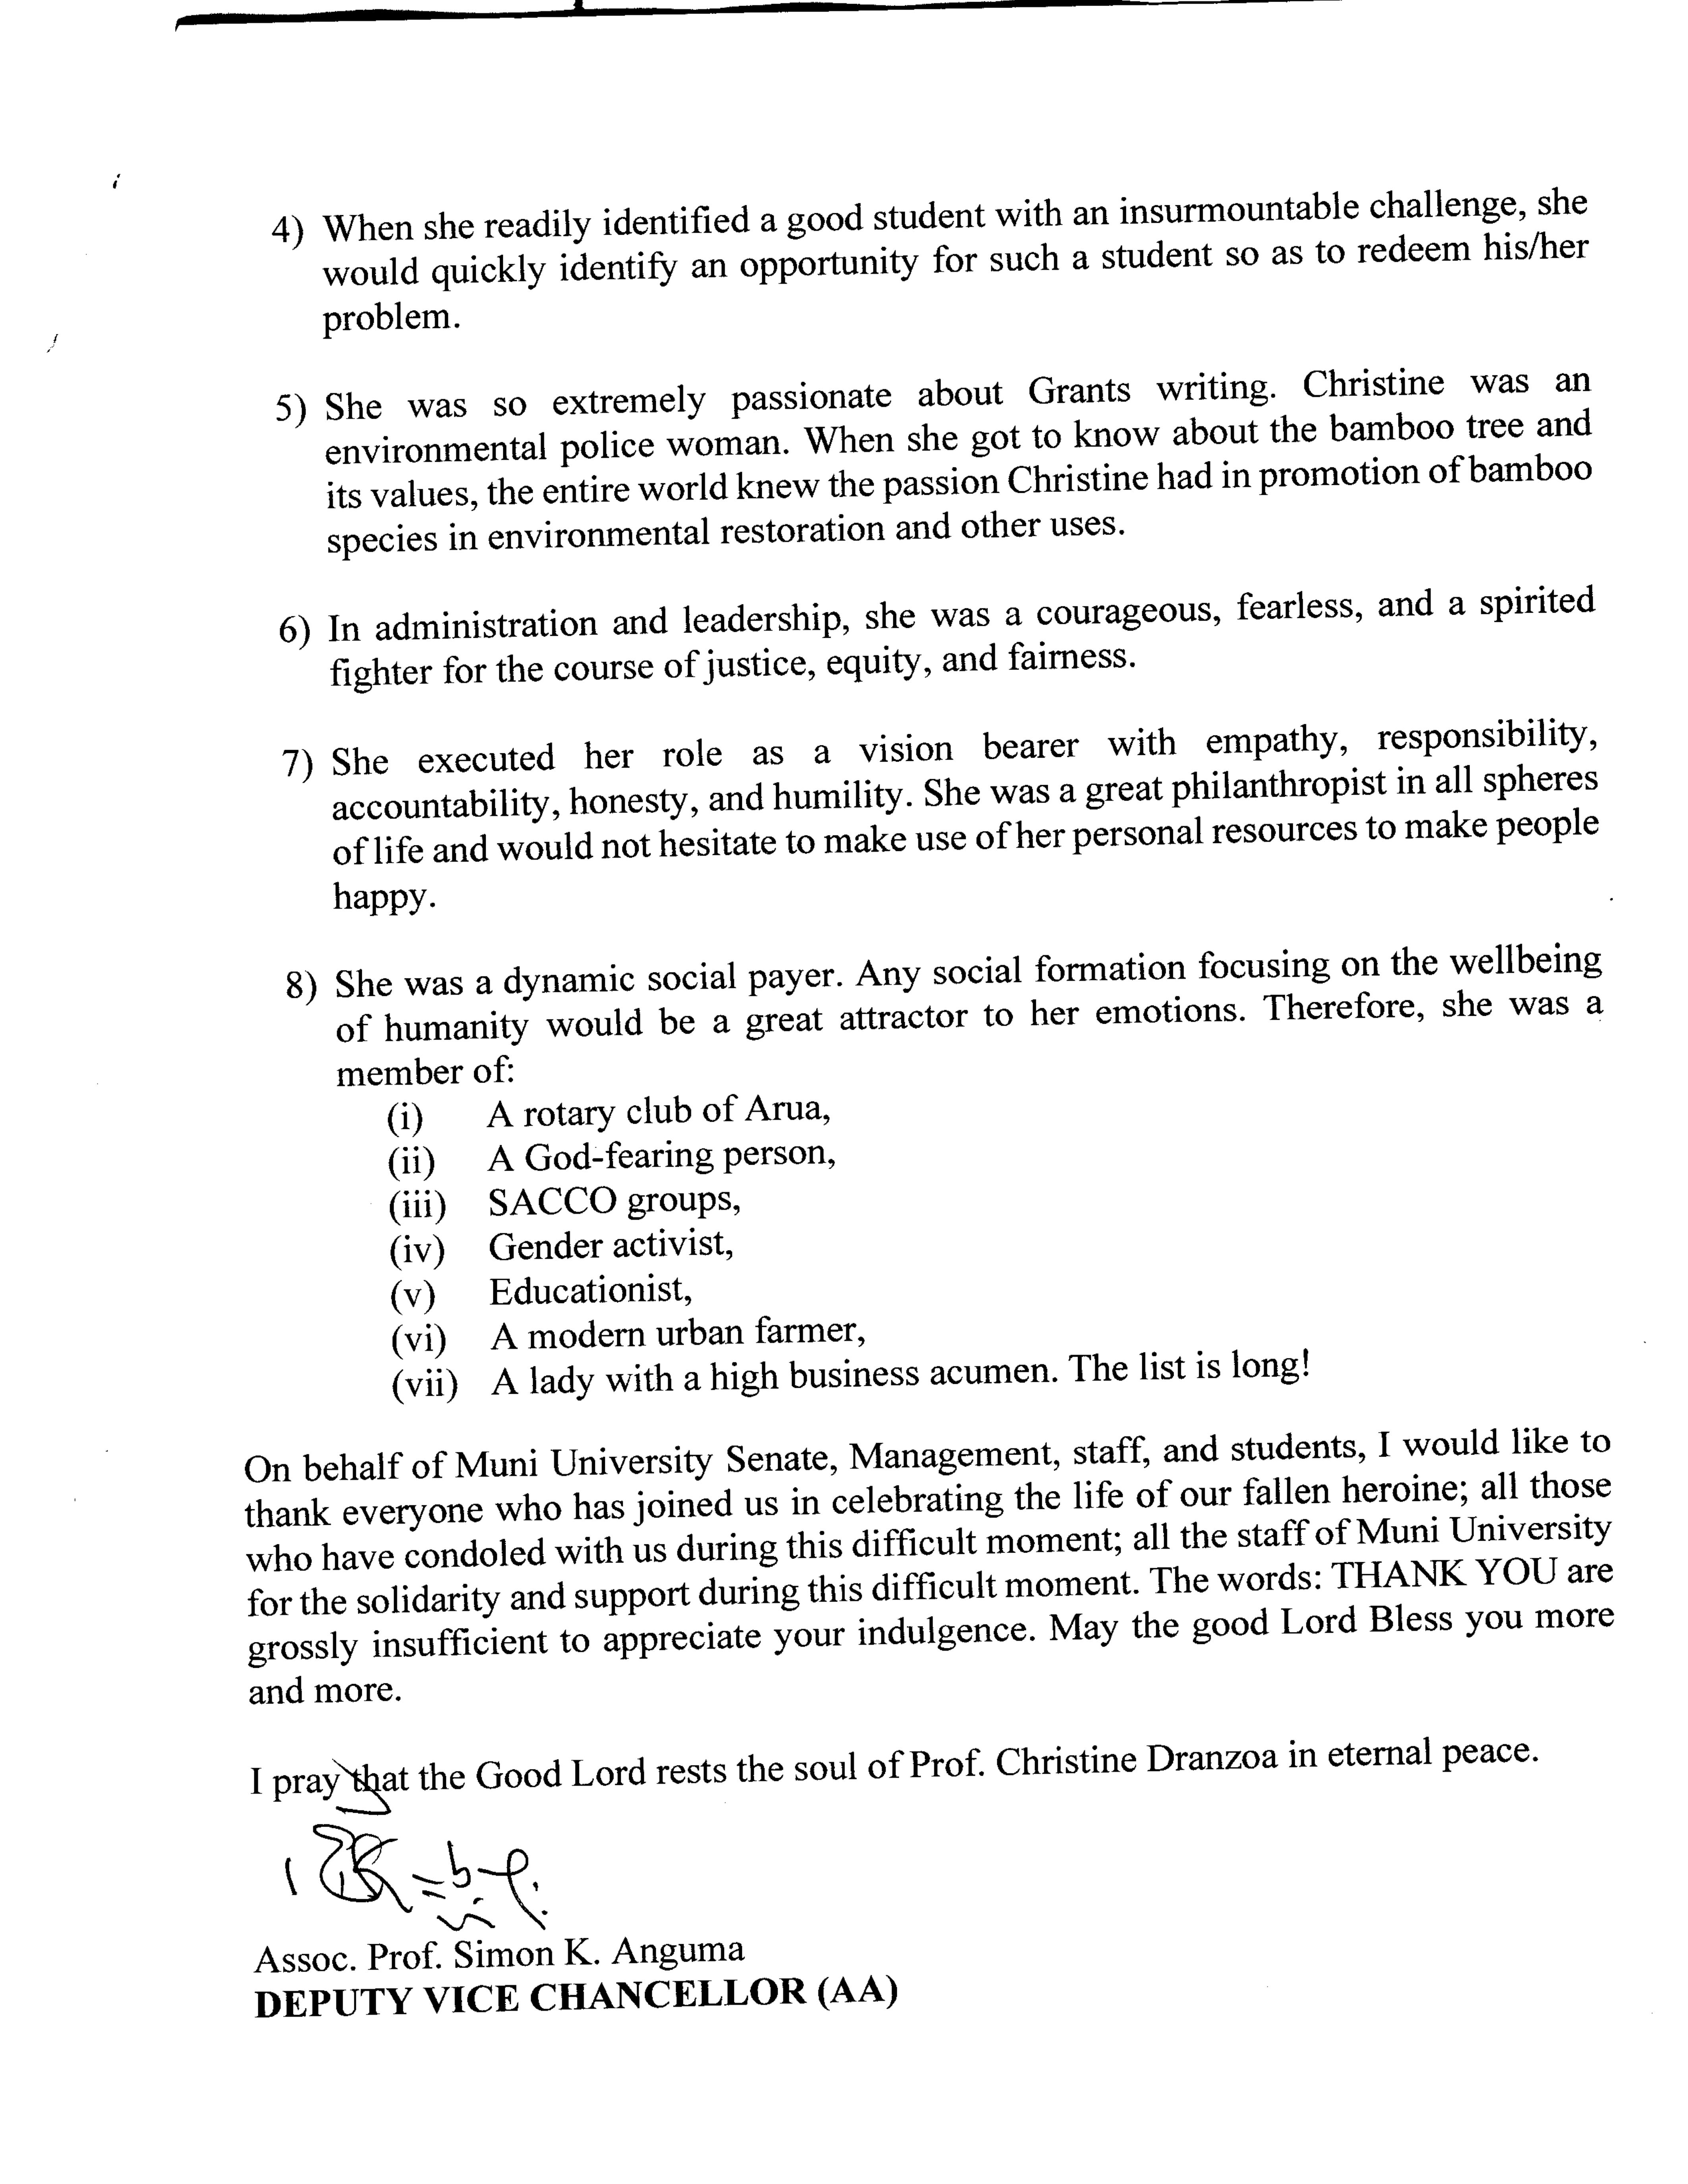 4) When she readily identified a good student with an insurmountable challenge, she
would quickly identify an opportunity for such a student so as to redeem his/her
problem.
5) She was so extremely passionate about Grants writing. Christine was an
environmental police woman. When she got to know about the bamboo tree and
its values, the entire world knew the passion Christine had in promotion of bamboo
species in environmental restoration and other uses.
6) In administration and leadership, she was a courageous, fearless, and a spirited
fighter for the course of justice, equity, and fairness.
7) She executed her role as a vision bearer with empathy, responsibility,
accountability, honesty, and humility. She was a great philanthropist in all spheres
of life and would not hesitate to make use of her personal resources to make people
happy.
8) She was a dynamic social payer. Any social formation focusing on the wellbeing
of humanity would be a great attractor to her emotions. Therefore, she was a
member of:
(i) A rotary club of Arua,
(ii) A God-fearing person,
(iii) SACCO groups,
(iv) Gender activist,
(v) Educationist,
(vi) A modern urban farmer,
(vii) A lady with a high business acumen. The list is long!
On behalf of Muni University Senate, Management, staff, and students, I would like to
thank everyone who has joined us in celebrating the life of our fallen heroine; all those
who have condoled with us during this difficult moment; all the staff of Muni University
for the solidarity and support during this difficult moment. The words: THANK YOU are
grossly insufficient to appreciate your indulgence. May the good Lord Bless you more
and more.
I pray that the Good Lord rests the soul of Prof. Christine Dranzoa in eternal peace.
Assoc. Prof. Simon K. Anguma
DEPUTY VICE CHANCELLOR (AA)